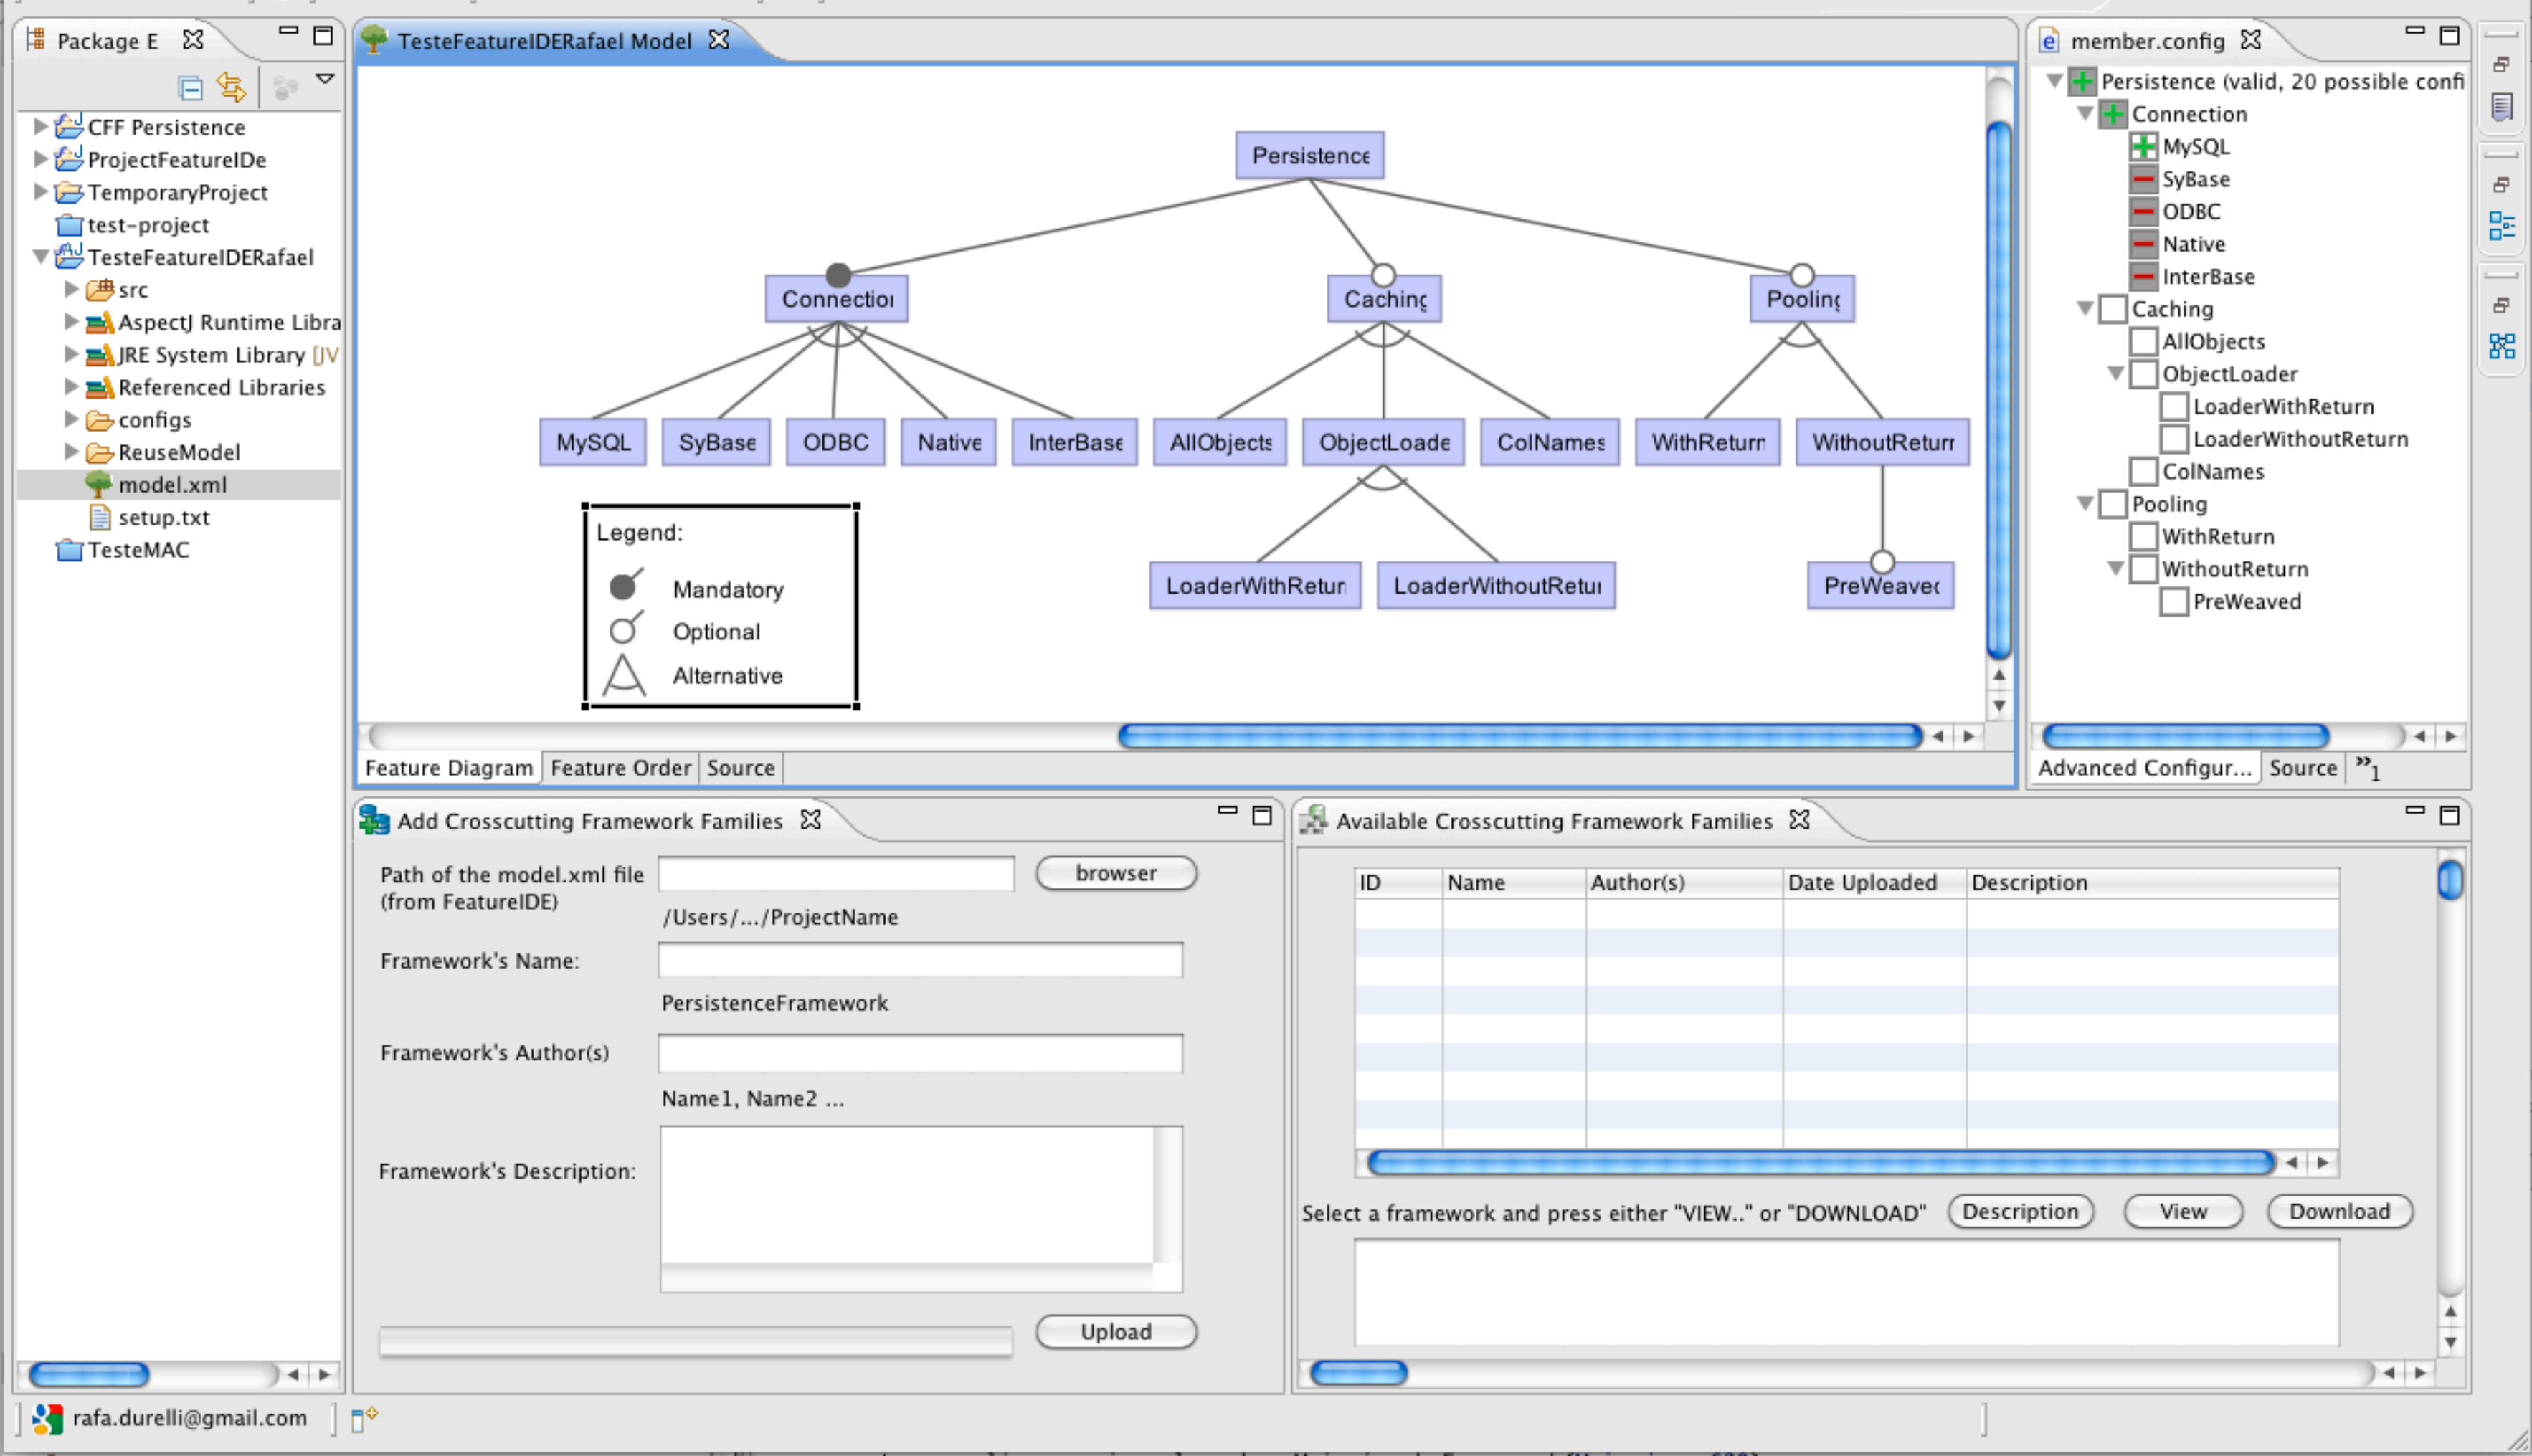 Package E
CFF Persistence
ProjectFeatureIDe
TemporaryProject
test-project
TesteFeatureIDERafael
src
AspectJ Runtime Libra
JRE System Library [JV
Referenced Libraries
configs
ReuseModel
model.xml
setup.txt
TesteMAC
TesteFeatureIDERafael Model
Persistence
Connection
Caching
Pooling
MySQL
SyBase
ODBC
Native
InterBase
AllObjects
ObjectLoade
ColNames
WithReturn
WithoutReturn
LoaderWithRetur
LoaderWithoutRetu
PreWeaved
Legend:
Mandatory
Optional
Alternative
Feature Diagram
Feature Order
Source
member.config
Persistence (valid, 20 possible confi
Connection
MySQL
SyBase
ODBC
Native
InterBase
Caching
AllObjects
ObjectLoader
LoaderWithReturn
LoaderWithoutReturn
ColNames
Pooling
WithReturn
WithoutReturn
PreWeaved
Advanced Configur...
Source
»1
Add Crosscutting Framework Families
Path of the model.xml file
(from FeatureIDE)
browser
/Users/.../ProjectName
Framework's Name:
PersistenceFramework
Framework's Author(s)
Name1, Name2 ...
Framework's Description:
Upload
Available Crosscutting Framework Families
ID Name Author(s) Date Uploaded Description
Select a framework and press either "VIEW.." or "DOWNLOAD"
Description
View
Download
rafa.durelli@gmail.com